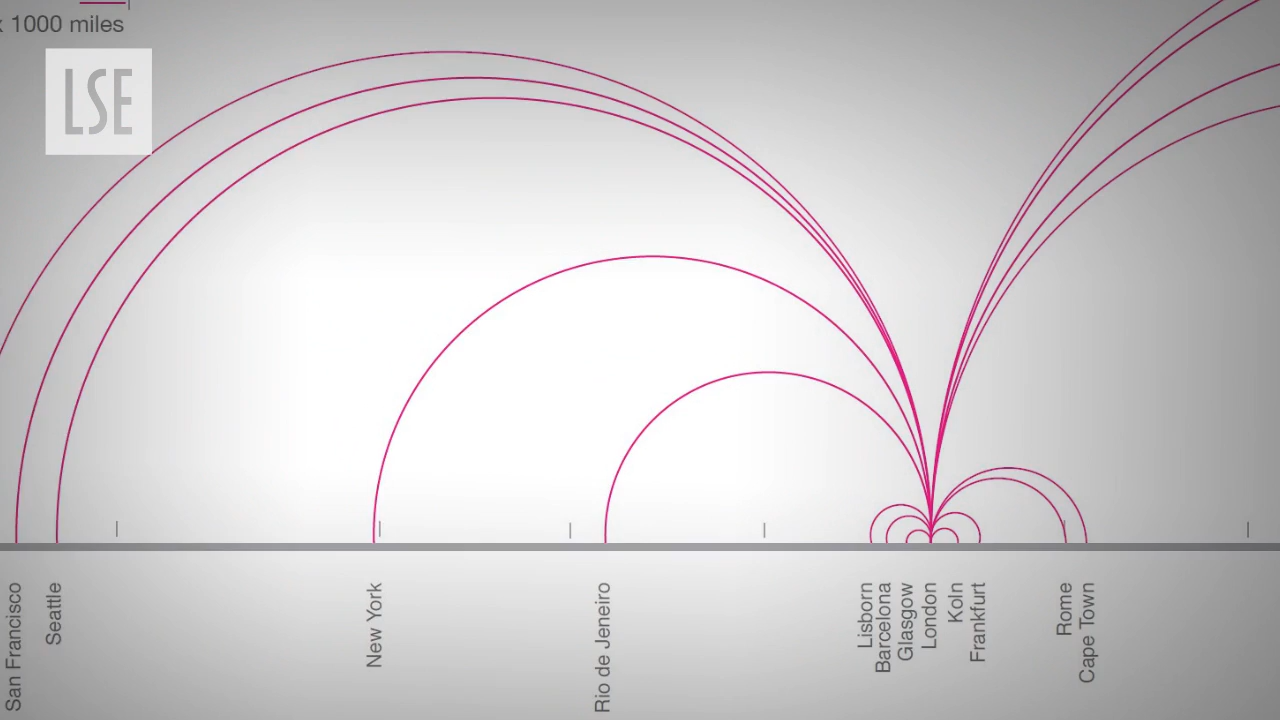 x 1000 miles
LSE
San Francisco
Seattle
New York
Rio de Jeneiro
Lisborn
Barcelona
Glasgow
London
Koln
Frankfurt
Rome
Cape Town